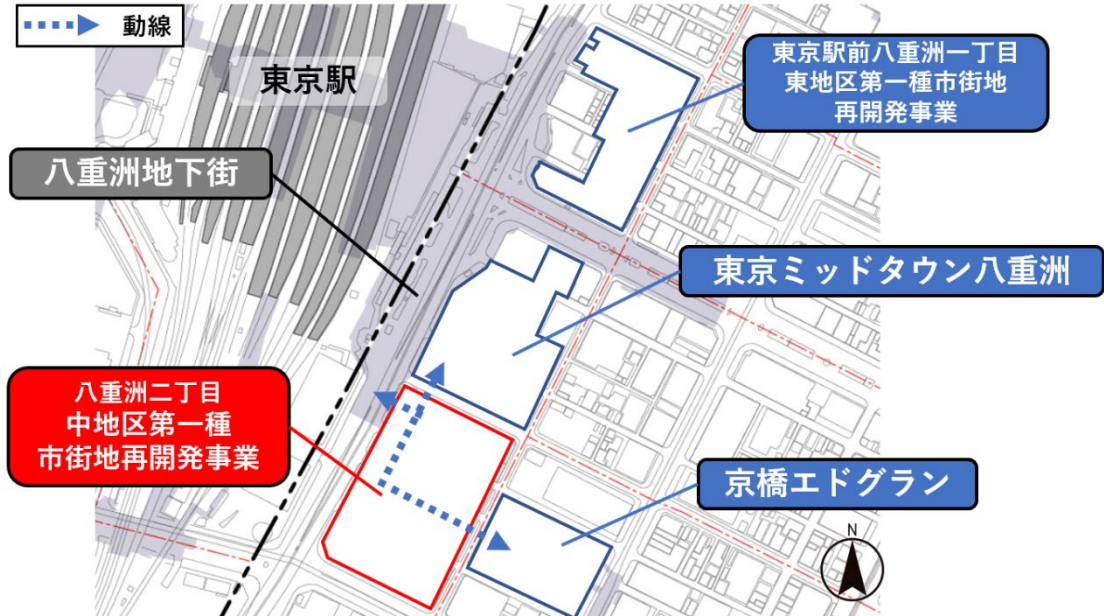 動線
東京駅
東京駅前八重洲一丁目
東地区第一種市街地
再開発事業
八重洲地下街
東京ミッドタウン八重洲
八重洲二丁目
中地区第一種
市街地再開発事業
京橋エドグラン
N